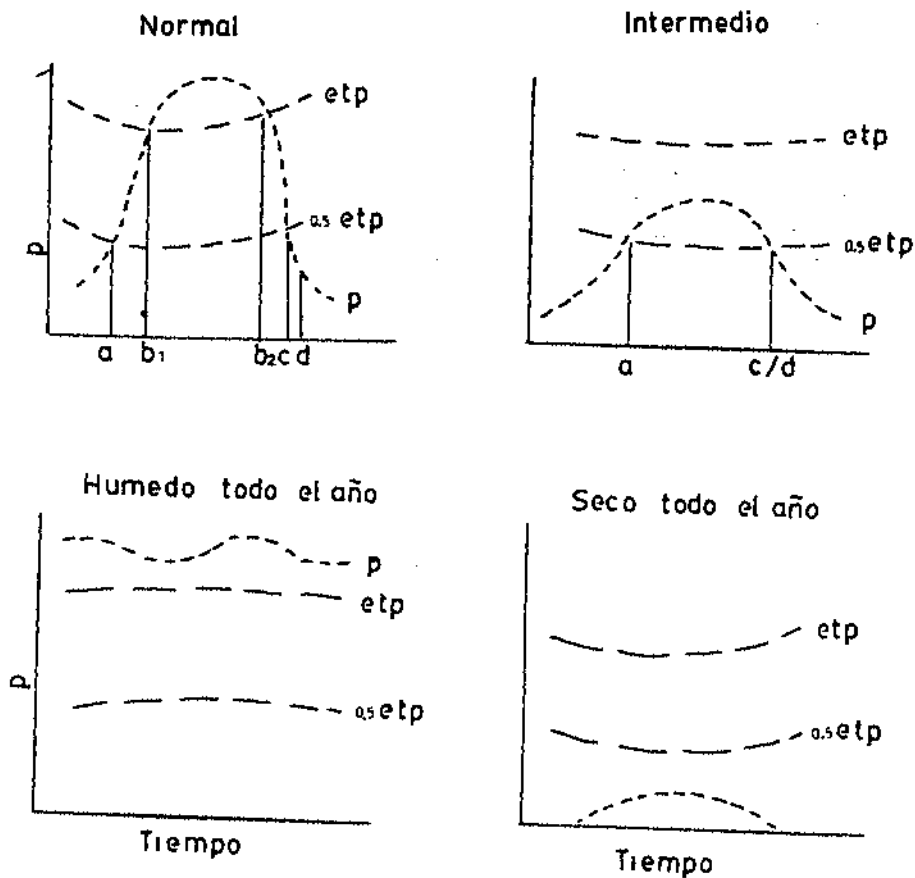 Normal
etp
0.5 etp
p
p
a b1 b2 c d
Intermedio
etp
0.5 etp
p
a c/d
Humedo todo el año
p
etp
0.5 etp
p
Tiempo
Seco todo el año
etp
0.5 etp
Tiempo